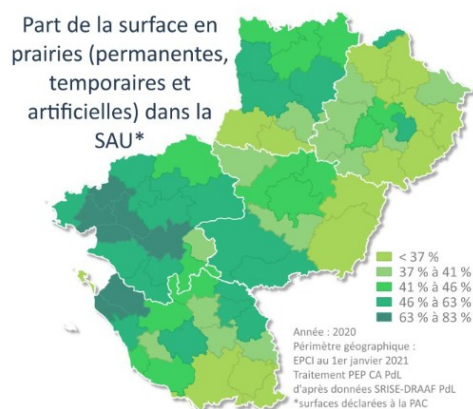 Part de la surface en
prairies (permanentes,
temporaires et
artificielles) dans la
SAU*
< 37 %
37 % à 41 %
41 % à 46 %
46 % à 63 %
63 % à 83 %
Année : 2020
Périmètre géographique :
EPCI au 1er janvier 2021
Traitement PEP CA PdL
d'après données SRISE-DRAAF PdL
*surfaces déclarées à la PAC